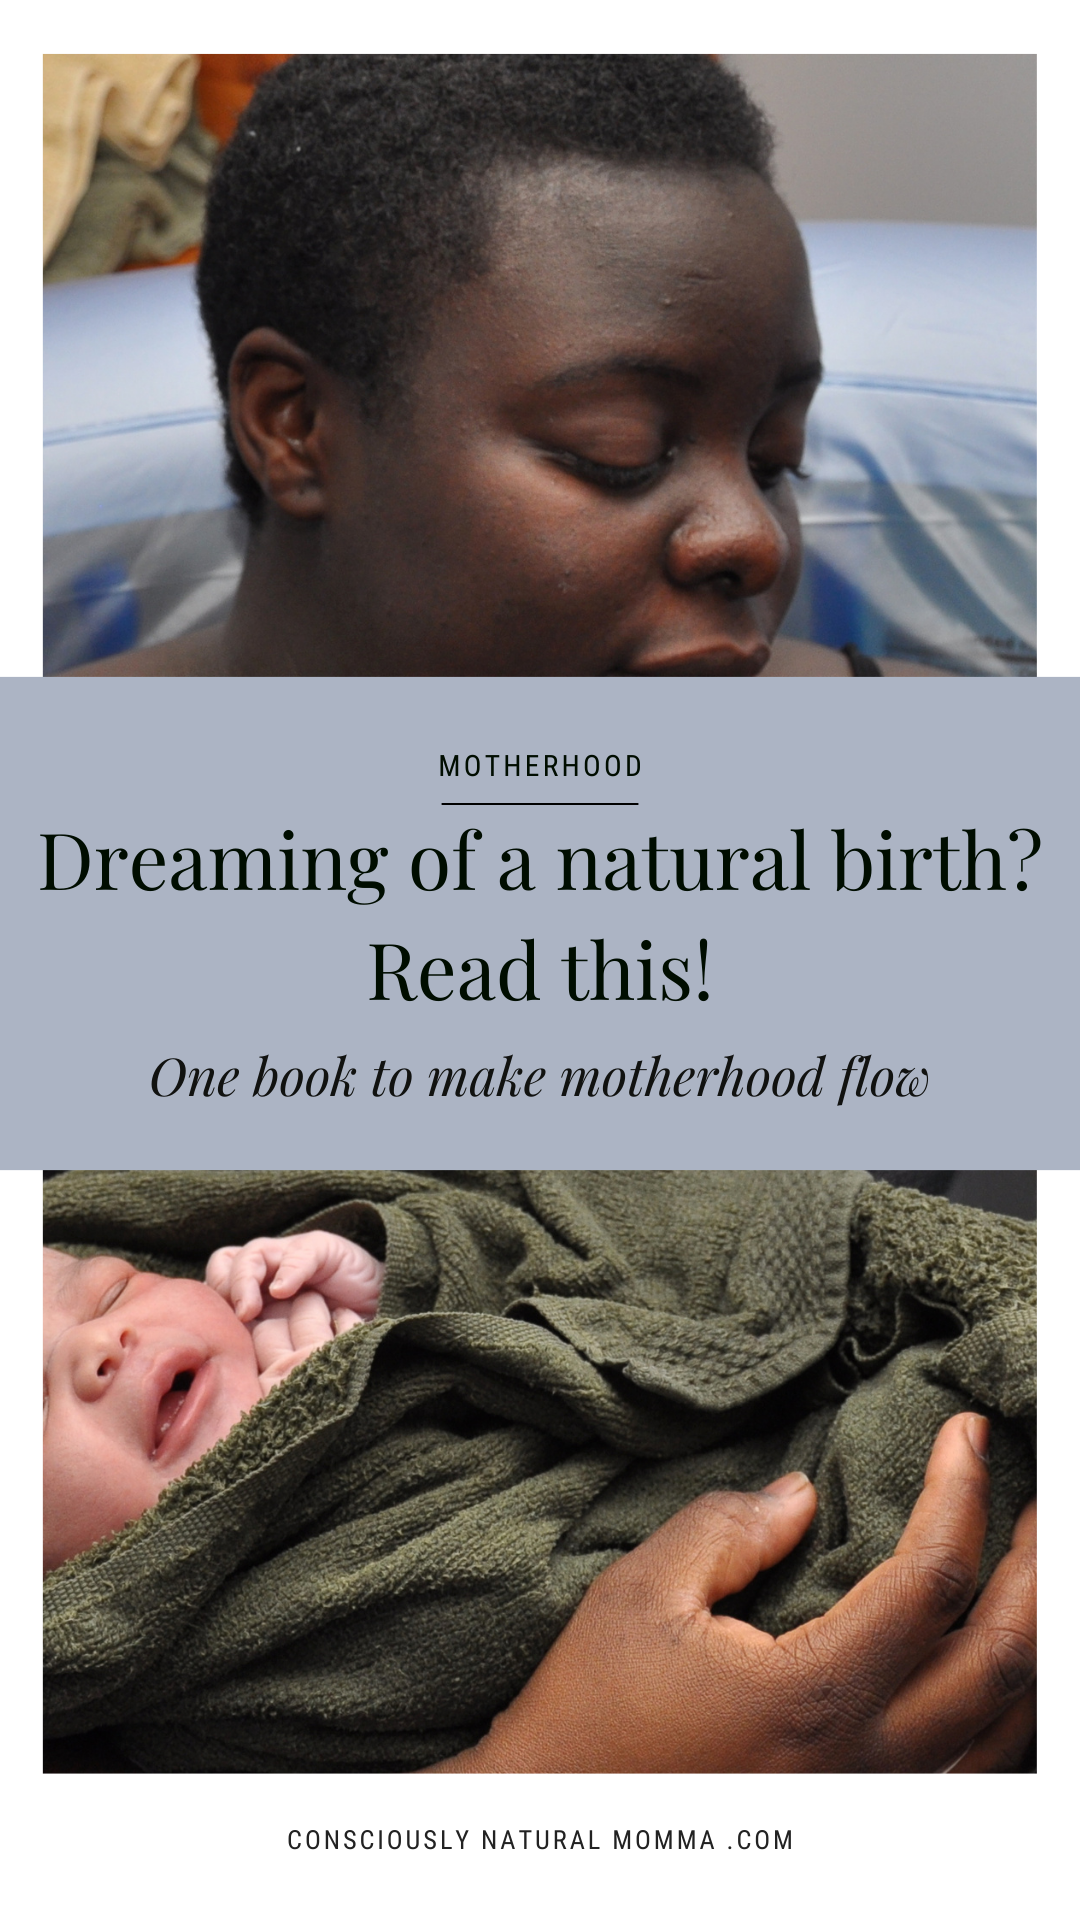 MOTHERHOOD
Dreaming of a natural birth?
Read this!
One book to make motherhood flow
CONSCIOUSLY NATURAL MOMMA .COM